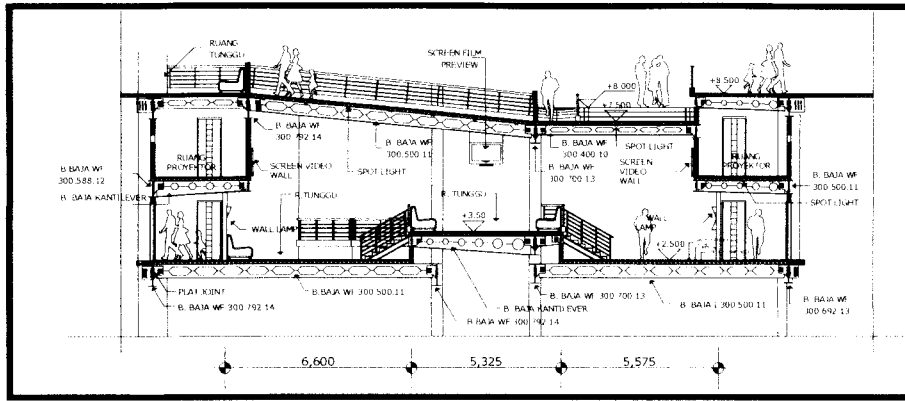 RUANG
TUNGGU
SCREEN FILM
PREVIEW
+8.000
+7.500
+8.500
B. BAJA WF
300.792.14
B. BAJA WF
300.500.11
SPOT LIGHT
B. BAJA WF
300.400.10
SPOT LIGHT
B. BAJA WF
300.700.13
SCREEN VIDEO
WALL
RUANG
PROYEKTOR
SCREEN VIDEO
WALL
RUANG
PROYEKTOR
B. BAJA WF
300.588.12
B. BAJA KANTILEVER
B. BAJA WF
300.500.11
SPOT LIGHT
R. TUNGGU
R. TUNGGU
+3.50
WALL LAMP
WALL
LAMP
+2.500
PLAT JOINT
B. BAJA WF 300.792.14
B. BAJA WF 300.500.11
B. BAJA KANTILEVER
B. BAJA WF 300.792.14
B. BAJA WF 300.700.13
300.500.11
B. BAJA WF
300.692.13
6,600
5,325
5,575